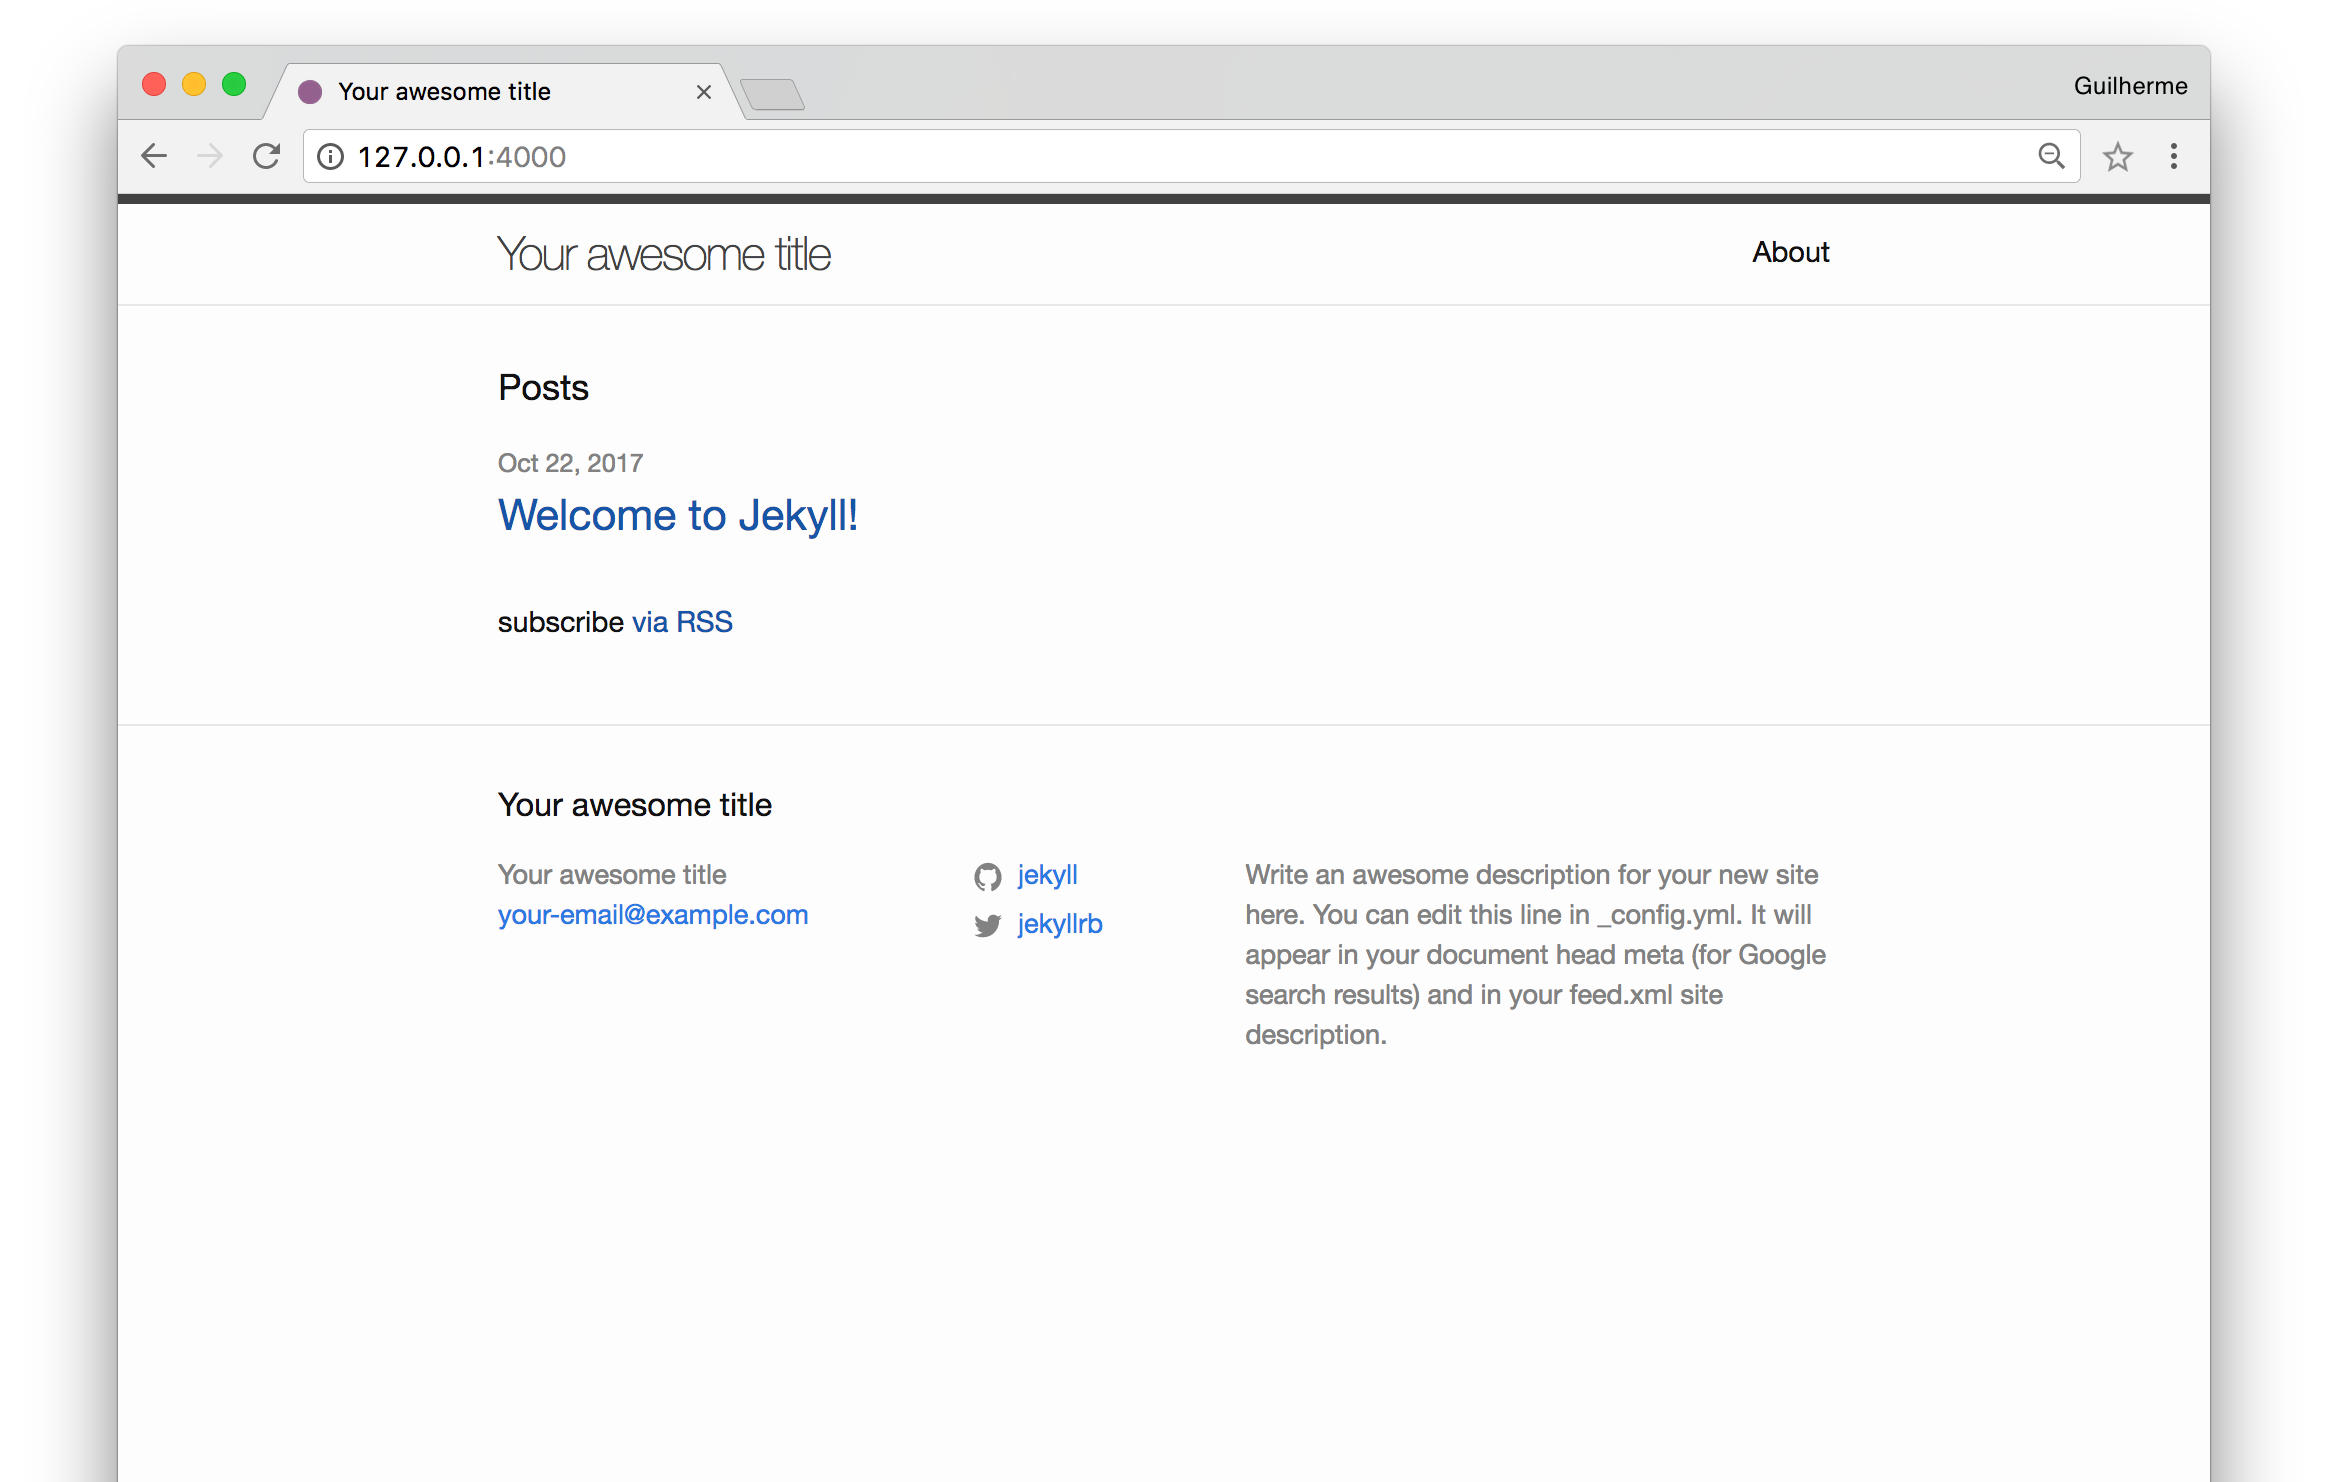 Your awesome title
Guilherme
127.0.0.1:4000
Your awesome title
About
Posts
Oct 22, 2017
Welcome to Jekyll!
subscribe via RSS
Your awesome title
Your awesome title
your-email@example.com
jekyll
jekyllrb
Write an awesome description for your new site
here. You can edit this line in _config.yml. It will
appear in your document head meta (for Google
search results) and in your feed.xml site
description.